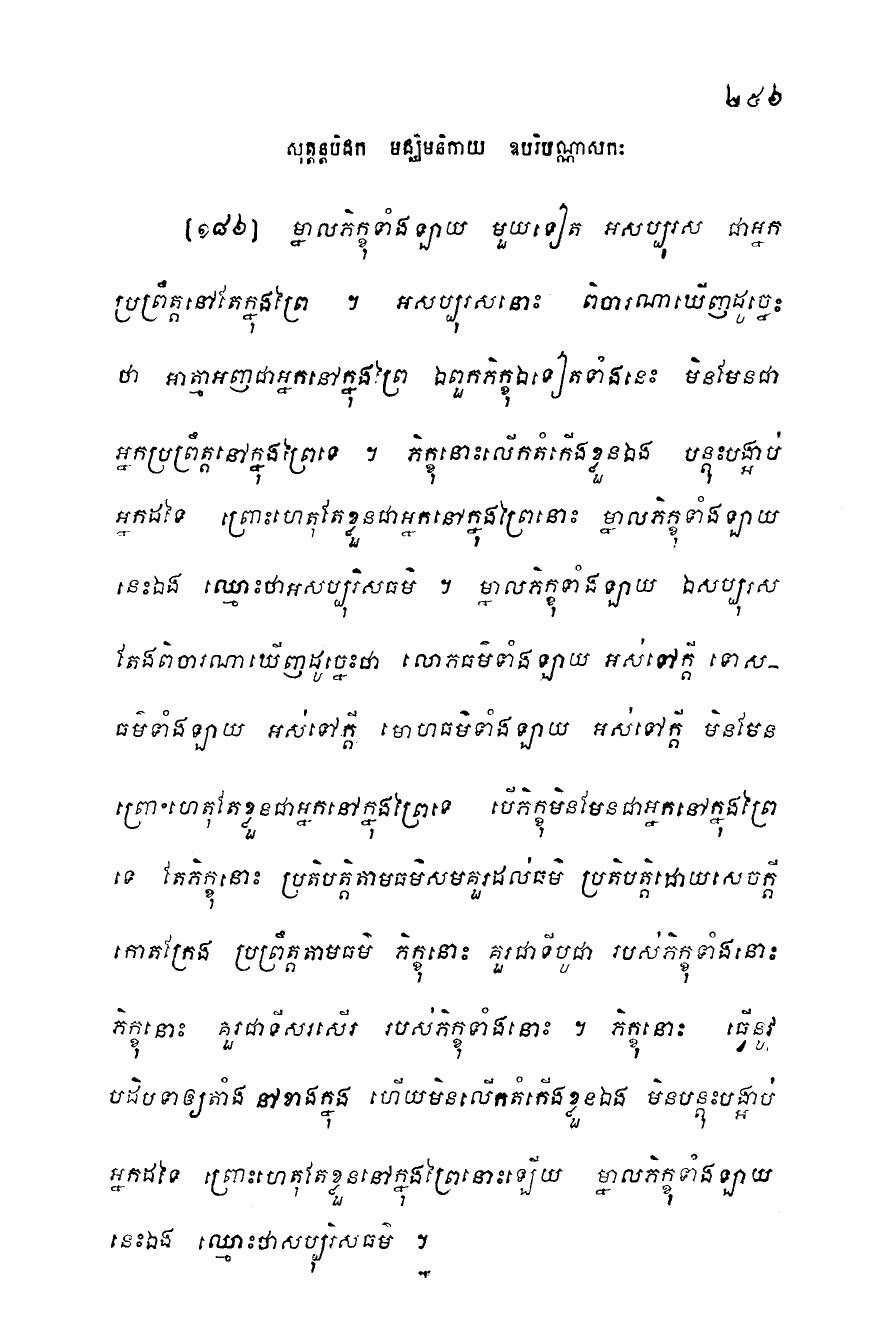 ២៥៦
សុត្តន្តបិដក មជ្ឈិមនិកាយ ឧបរិបណ្ណាសកៈ
[១៨៦] ម្នាលភិក្ខុទាំងឡាយ មួយទៀត អសប្បុរស ជាអ្នក
ប្រព្រឹត្តនៅតែក្នុងព្រៃ ។ អសប្បុរសនោះ ពិចារណាឃើញដូច្នេះ
ថា អាត្មាអញជាអ្នកនៅក្នុងព្រៃ ឯពួកភិក្ខុឯទៀតទាំងនេះ មិនមែនជា
អ្នកប្រព្រឹត្តនៅក្នុងព្រៃទេ ។ ភិក្ខុនោះលើកតំកើងខ្លួនឯង បន្តុះបង្អាប់
អ្នកដទៃ ព្រោះហេតុតែខ្លួនជាអ្នកនៅក្នុងព្រៃនោះ ម្នាលភិក្ខុទាំងឡាយ
នេះឯង ឈ្មោះថាអសប្បុរិសធម៌ ។ ម្នាលភិក្ខុទាំងឡាយ ឯសប្បុរស
តែងពិចារណាឃើញដូច្នេះថា លោភធម៌ទាំងឡាយ អស់ទៅក្តី ទោស-
ធម៌ទាំងឡាយ អស់ទៅក្តី មោហធម៌ទាំងឡាយ អស់ទៅក្តី មិនមែន
ព្រោះហេតុតែខ្លួនជាអ្នកនៅក្នុងព្រៃទេ បើភិក្ខុមិនមែនជាអ្នកនៅក្នុងព្រៃ
ទេ តែភិក្ខុនោះ ប្រតិបត្តិតាមធម៌សមគួរដល់ធម៌ ប្រតិបត្តិដោយសេចក្តី
កោតក្រែង ប្រព្រឹត្តតាមធម៌ ភិក្ខុនោះ គួរជាទីបូជា របស់ភិក្ខុទាំងនោះ
ភិក្ខុនោះ គួរជាទីសរសើរ របស់ភិក្ខុទាំងនោះ ។ ភិក្ខុនោះ ធ្វើនូវ
បដិបទាឲ្យតាំង នៅខាងក្នុង ហើយមិនលើកតំកើងខ្លួនឯង មិនបន្តុះបង្អាប់
អ្នកដទៃ ព្រោះហេតុតែខ្លួននៅក្នុងព្រៃនោះឡើយ ម្នាលភិក្ខុទាំងឡាយ
នេះឯង ឈ្មោះថាសប្បុរិសធម៌ ។